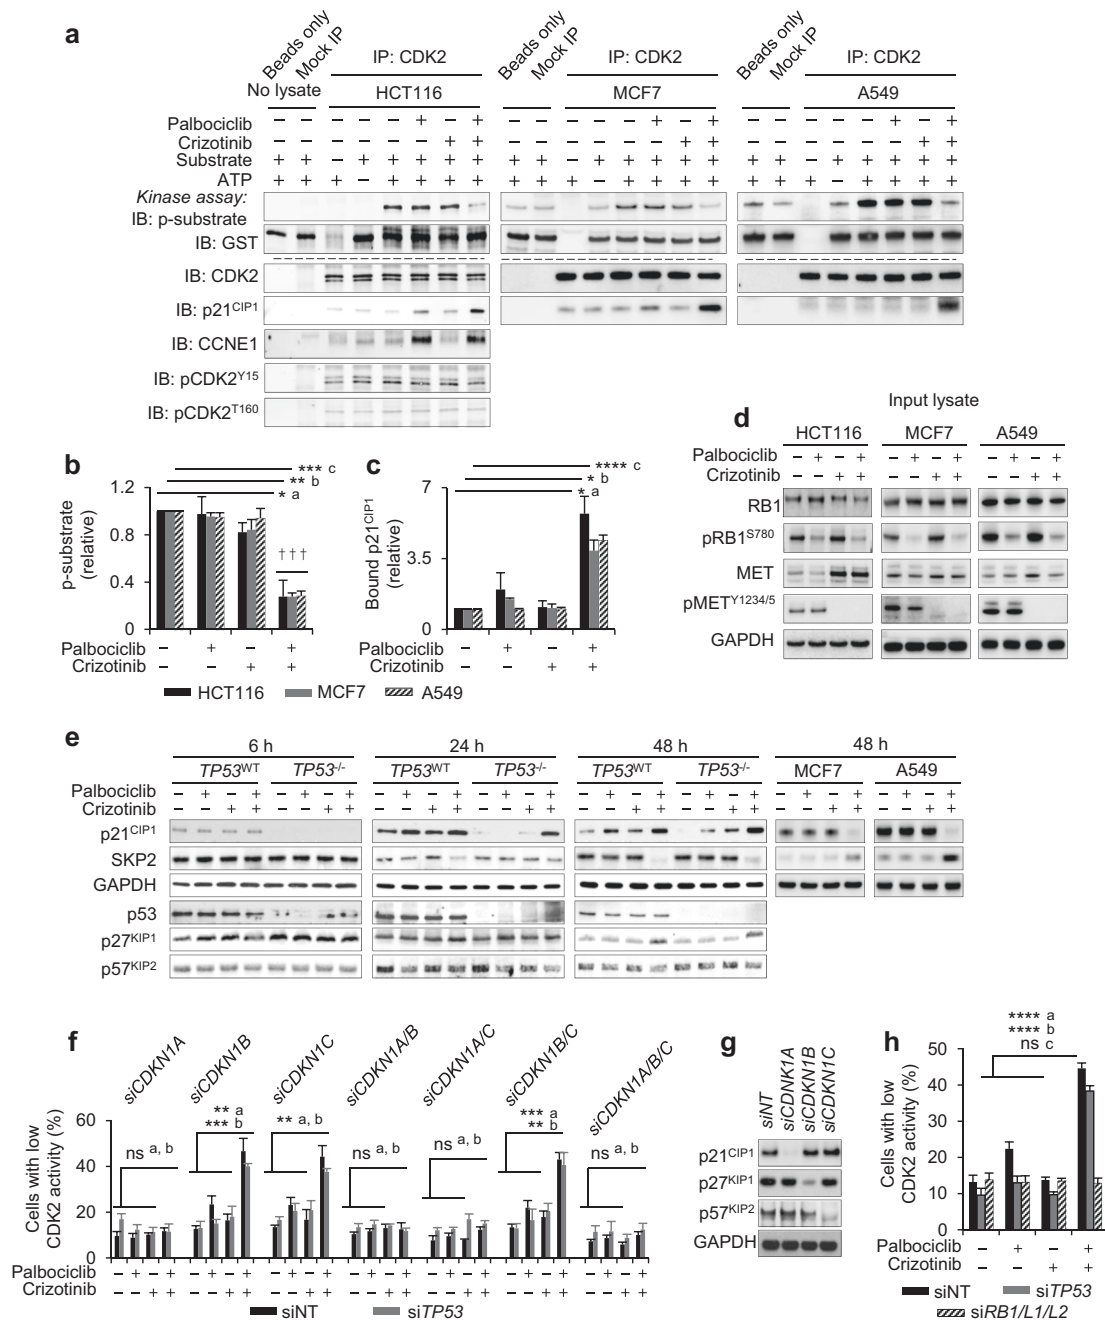 a
Beads only
Mock IP
IP: CDK2
Beads only
Mock IP
IP: CDK2
Beads only
Mock IP
IP: CDK2
No lysate
HCT116
MCF7
A549
Palbociclib – – – – – + – + – – – – – + – + – – – – – + – +
Crizotinib – – – – – – + + – – – – – – + + – – – – – – + +
Substrate + + – + + + + + + + – + + + + + + + – + + + + +
ATP + + + – + + + + + + + – + + + + + + + – + + + +
Kinase assay:
IB: p-substrate
IB: GST
IB: CDK2
IB: p21CIP1
IB: CCNE1
IB: pCDK2Y15
IB: pCDK2T160
b
*** c
** b
* a
p-substrate
(relative)
1.2
0.8
0.4
0
†††
Palbociclib – + – +
Crizotinib – – + +
c
**** c
* b
* a
Bound p21CIP1
(relative)
7
3.5
0
Palbociclib – + – +
Crizotinib – – + +
HCT116 MCF7 A549
d
Input lysate
HCT116 MCF7 A549
Palbociclib – + – + – + – + – + – +
Crizotinib – – + + – – + + – – + +
RB1
pRB1S780
MET
pMETY1234/5
GAPDH
e
6 h 24 h 48 h 48 h
TP53WT TP53-/- TP53WT TP53-/- TP53WT TP53-/- MCF7 A549
Palbociclib – + – + – + – + – + – + – + – + – + – + – + – + – + – + – + – +
Crizotinib – – + + – – + + – – + + – – + + – – + + – – + + – – + + – – + +
p21CIP1
SKP2
GAPDH
p53
p27KIP1
p57KIP2
f
siCDKN1A
siCDKN1B
siCDKN1C
siCDKN1A/B
siCDKN1A/C
siCDKN1B/C
siCDKN1A/B/C
Cells with low
CDK2 activity (%)
60
40
20
0
ns a, b
** a
*** b
** a, b
ns a, b
ns a, b
*** a
** b
ns a, b
Palbociclib – + – + – + – + – + – + – + – + – + – + – + – + – + – +
Crizotinib – – + + – – + + – – + + – – + + – – + + – – + + – – + +
siNT siTP53
g
siNT
siCDNK1A
siCDKN1B
siCDKN1C
p21CIP1
p27KIP1
p57KIP2
GAPDH
h
**** a
**** b
ns c
Cells with low
CDK2 activity (%)
50
40
30
20
10
0
Palbociclib – + – +
Crizotinib – – + +
siNT siTP53
siRB1/L1/L2